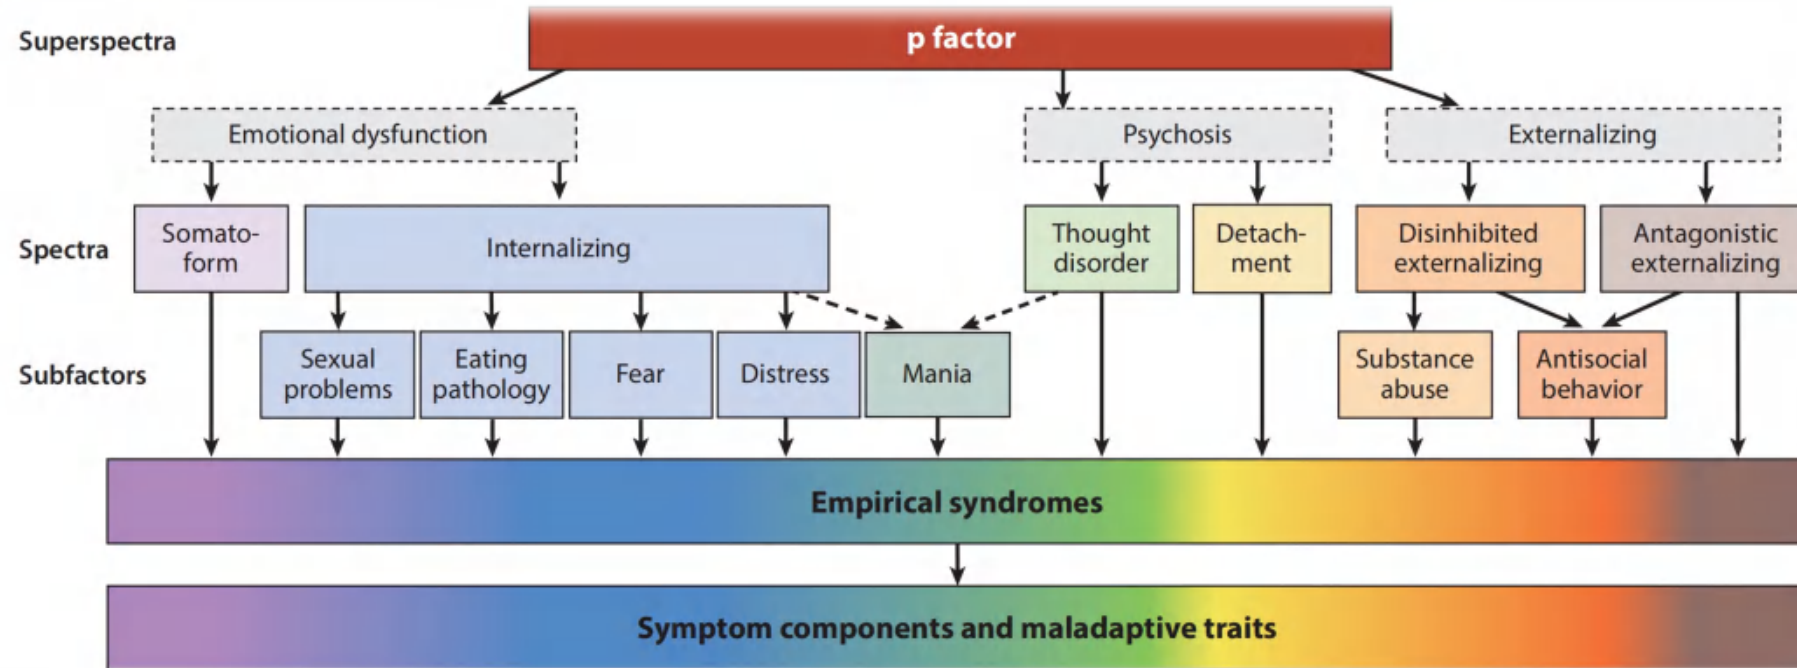 Superspectra
p factor
Emotional dysfunction
Psychosis
Externalizing
Spectra
Somato-
form
Internalizing
Thought
disorder
Detach-
ment
Disinhibited
externalizing
Antagonistic
externalizing
Subfactors
Sexual
problems
Eating
pathology
Fear
Distress
Mania
Substance
abuse
Antisocial
behavior
Empirical syndromes
Symptom components and maladaptive traits